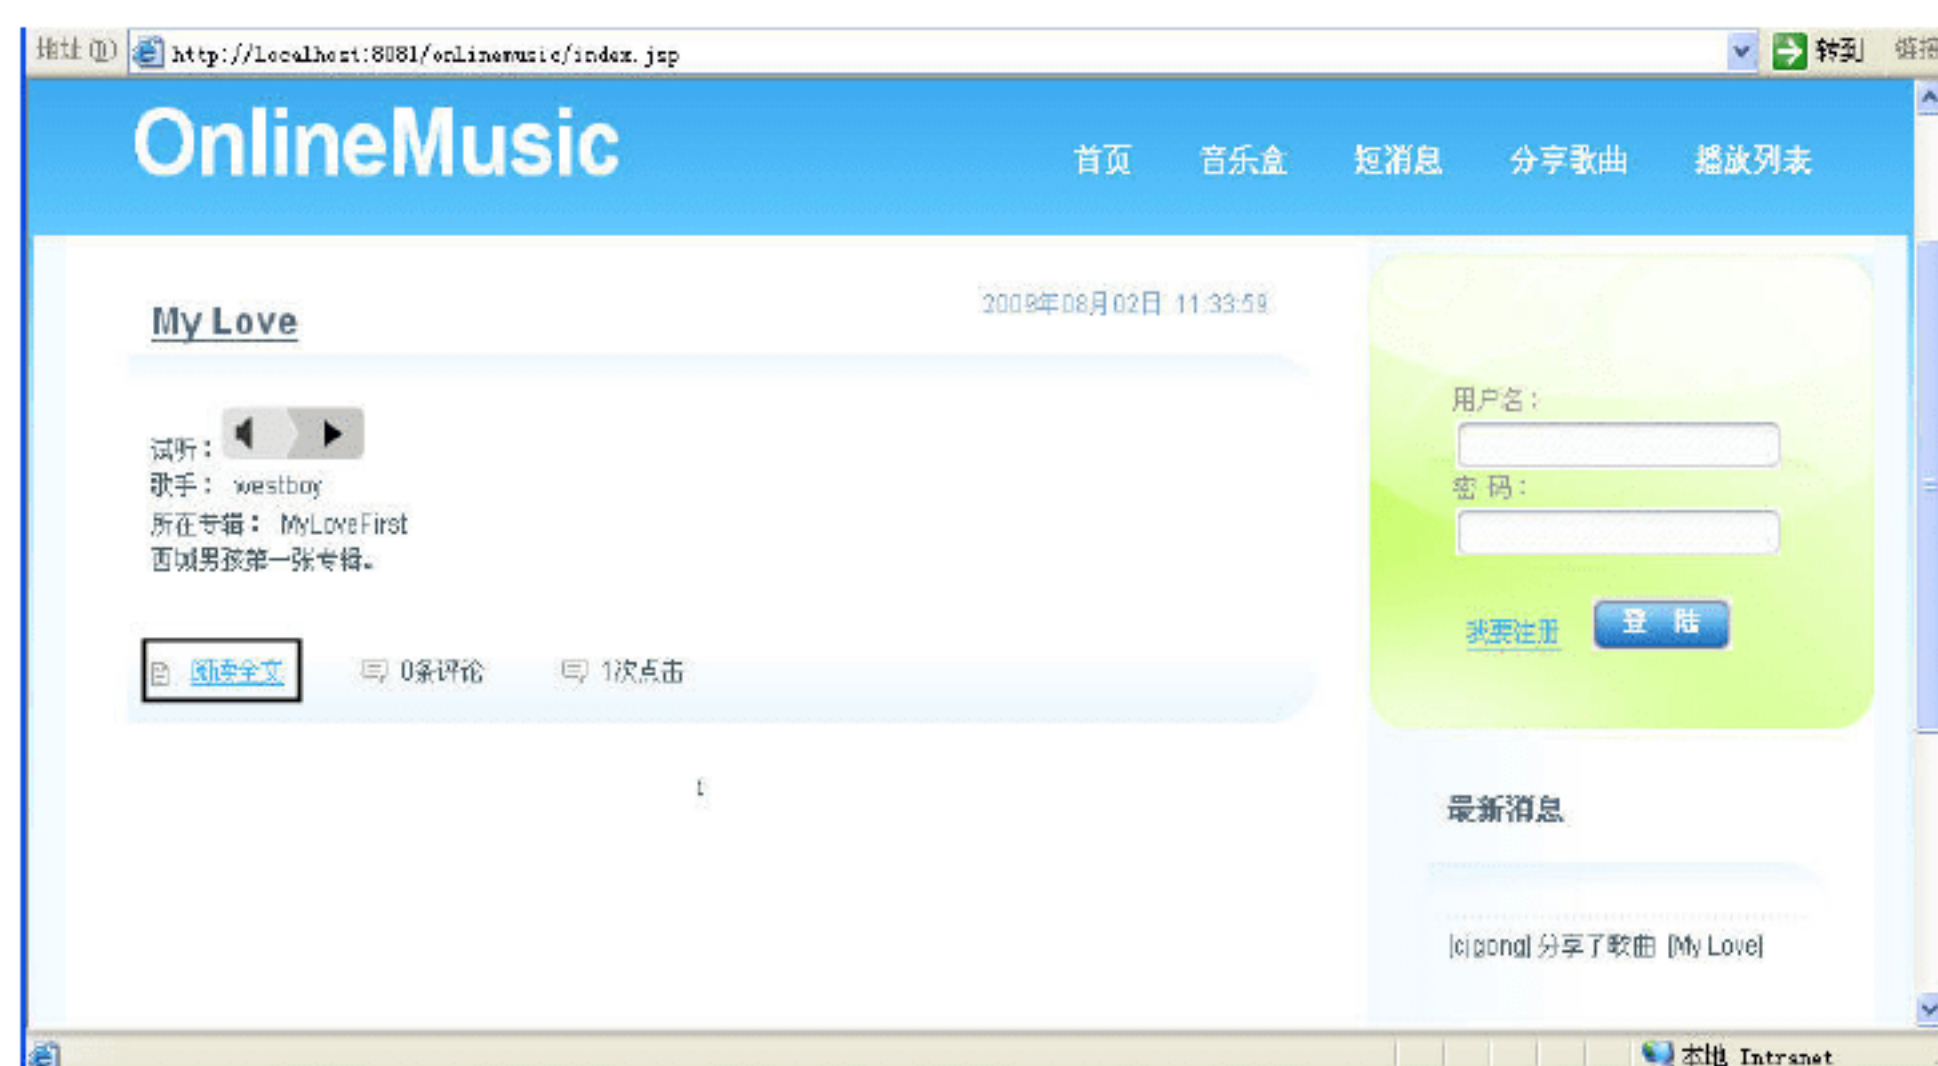 地址(D) http://localhost:8081/onlinemusic/index.jsp 转到 链接
OnlineMusic
首页 音乐盒 短消息 分享歌曲 播放列表
My Love
2009年08月02日 11:33:59
试听：
歌手： westboy
所在专辑： MyLoveFirst
西城男孩第一张专辑。
阅读全文 0条评论 1次点击
t
用户名：
密 码：
我要注册 登 陆
最新消息
[cigong] 分享了歌曲 [My Love]
本地 Intranet